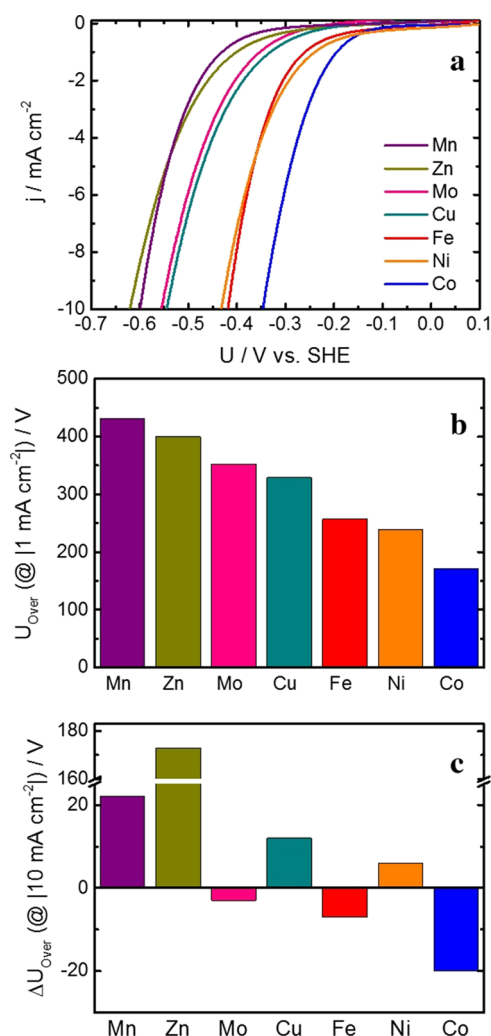 0
-2
-4
-6
-8
-10
j / mA cm-2
a
Mn
Zn
Mo
Cu
Fe
Ni
Co
-0.7 -0.6 -0.5 -0.4 -0.3 -0.2 -0.1 0.0 0.1
U / V vs. SHE
500
400
300
200
100
0
UOver (@ |1 mA cm-2|) / V
b
Mn Zn Mo Cu Fe Ni Co
180
160
20
0
-20
ΔUOver (@ |10 mA cm-2|) / V
c
Mn Zn Mo Cu Fe Ni Co